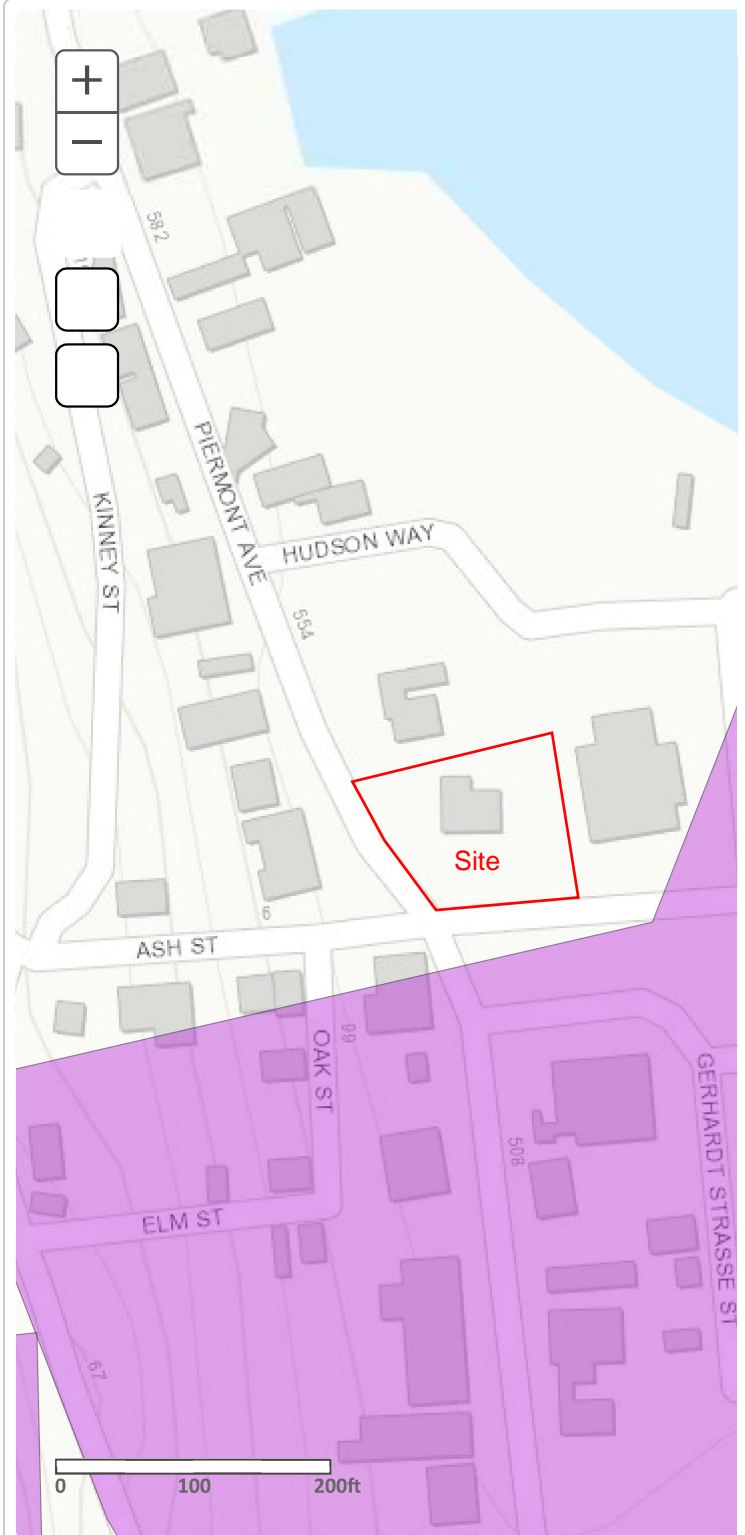 +
−
582
PIERMONT AVE
KINNEY ST
HUDSON WAY
554
Site
6
ASH ST
OAK ST
99
GERHARDT STRASSE ST
508
ELM ST
67
0 100 200ft